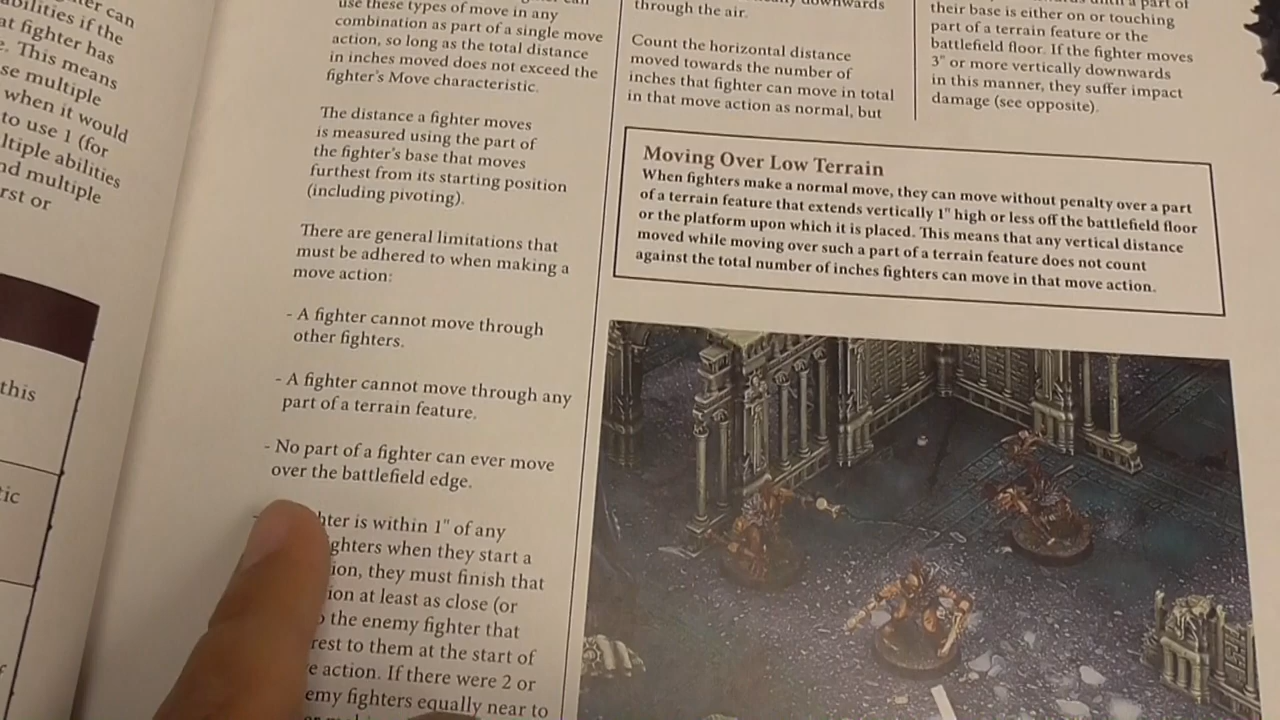 ter can
abilities if the
at fighter has
e. This means
se multiple
when it would
to use 1 (for
ltiple abilities
nd multiple
rst or
this
tic
use these types of move in any
combination as part of a single move
action, so long as the total distance
in inches moved does not exceed the
fighter's Move characteristic.
The distance a fighter moves
is measured using the part of
the fighter's base that moves
furthest from its starting position
(including pivoting).
There are general limitations that
must be adhered to when making a
move action:
- A fighter cannot move through
other fighters.
- A fighter cannot move through any
part of a terrain feature.
- No part of a fighter can ever move
over the battlefield edge.
hter is within 1" of any
ghters when they start a
ion, they must finish that
ion at least as close (or
o the enemy fighter that
rest to them at the start of
e action. If there were 2 or
emy fighters equally near to
downwards
through the air.
Count the horizontal distance
moved towards the number of
inches that fighter can move in total
in that move action as normal, but
until a part of
their base is either on or touching
part of a terrain feature or the
battlefield floor. If the fighter moves
3" or more vertically downwards
in this manner, they suffer impact
damage (see opposite).
Moving Over Low Terrain
When fighters make a normal move, they can move without penalty over a part
of a terrain feature that extends vertically 1" high or less off the battlefield floor
or the platform upon which it is placed. This means that any vertical distance
moved while moving over such a part of a terrain feature does not count
against the total number of inches fighters can move in that move action.